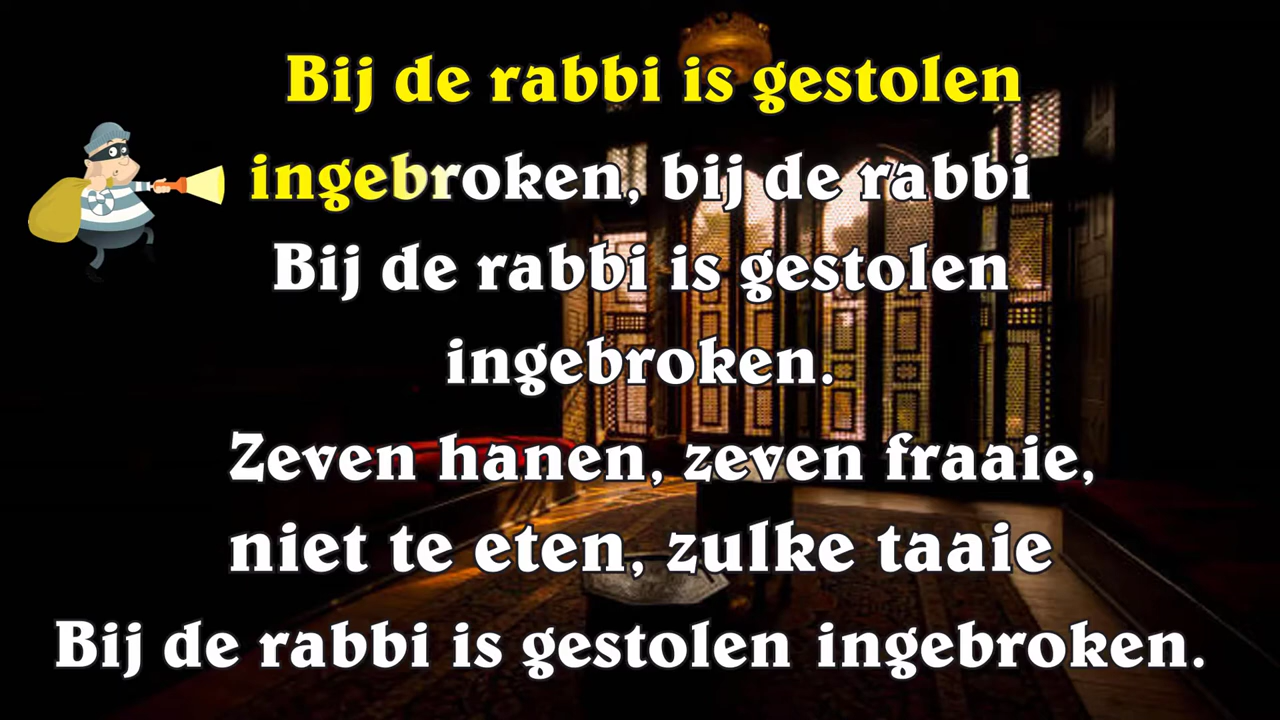 Bij de rabbi is gestolen
ingebroken, bij de rabbi
Bij de rabbi is gestolen
ingebroken.
Zeven hanen, zeven fraaie,
niet te eten, zulke taaie
Bij de rabbi is gestolen ingebroken.